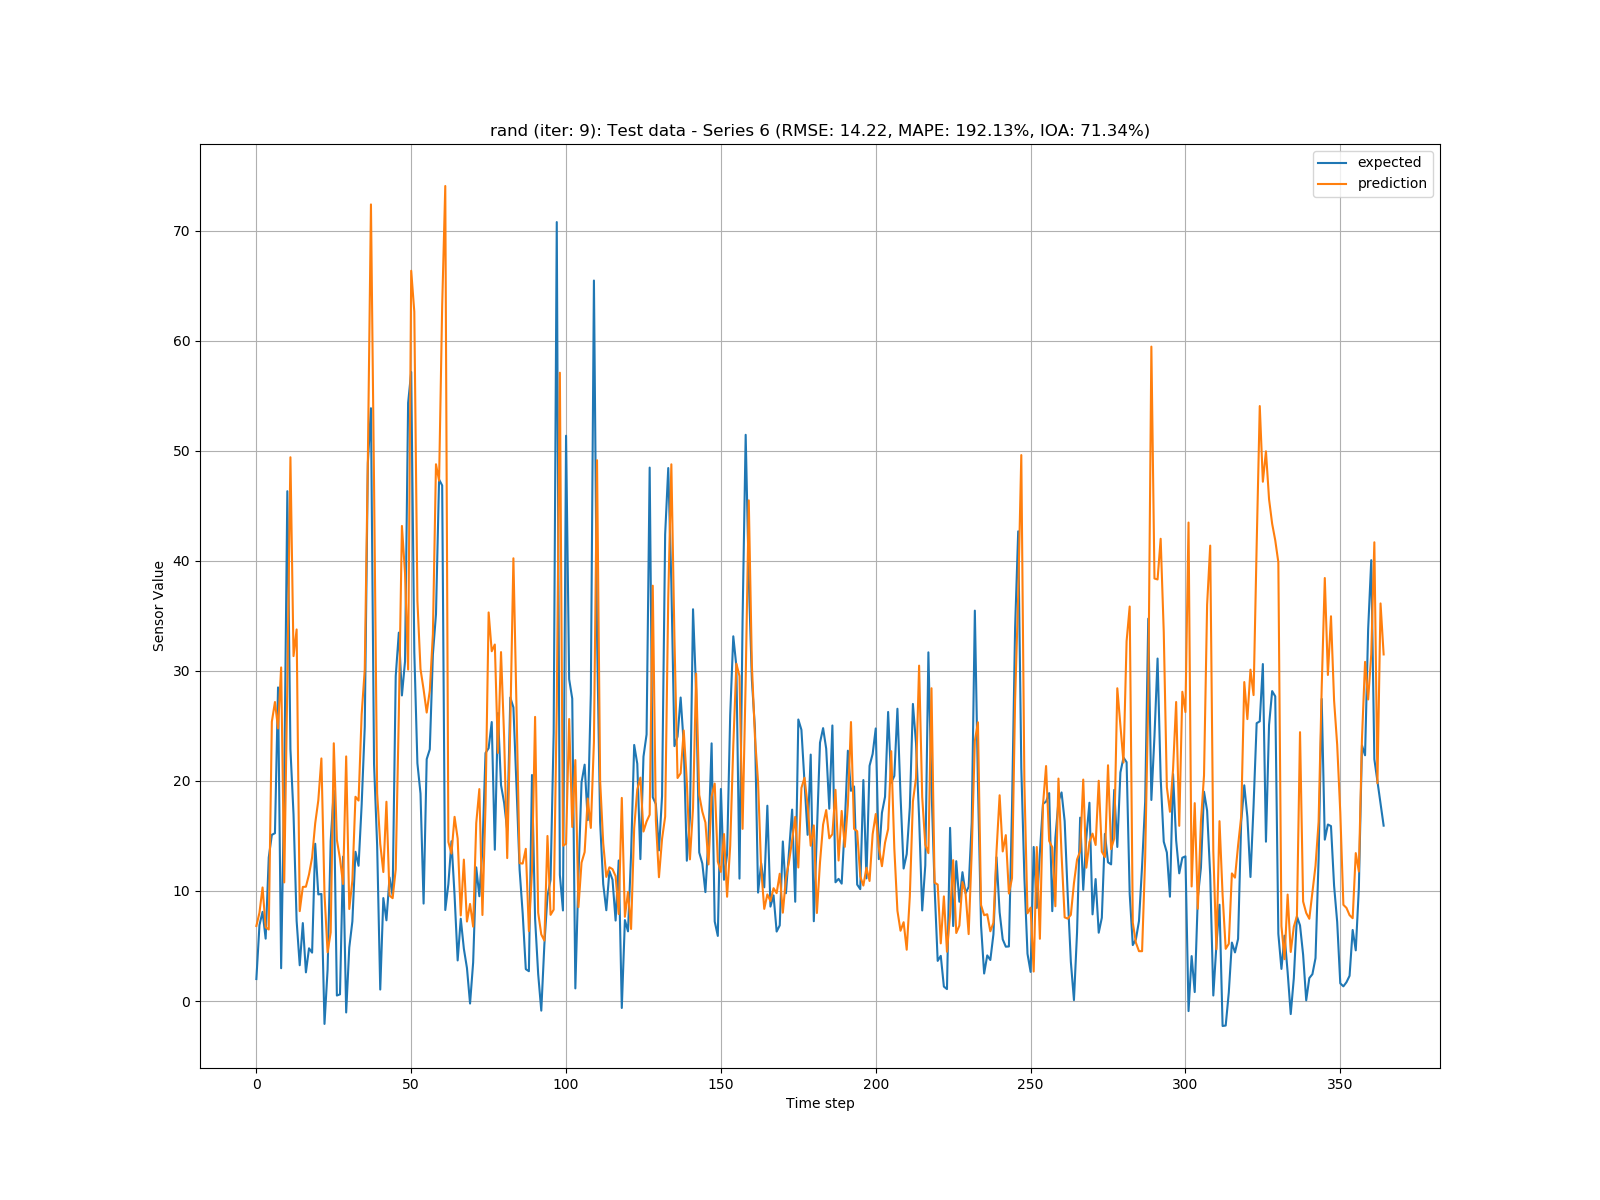 rand (iter: 9): Test data - Series 6 (RMSE: 14.22, MAPE: 192.13%, IOA: 71.34%)
expected
prediction
70
60
50
40
30
20
10
0
Sensor Value
0 50 100 150 200 250 300 350
Time step